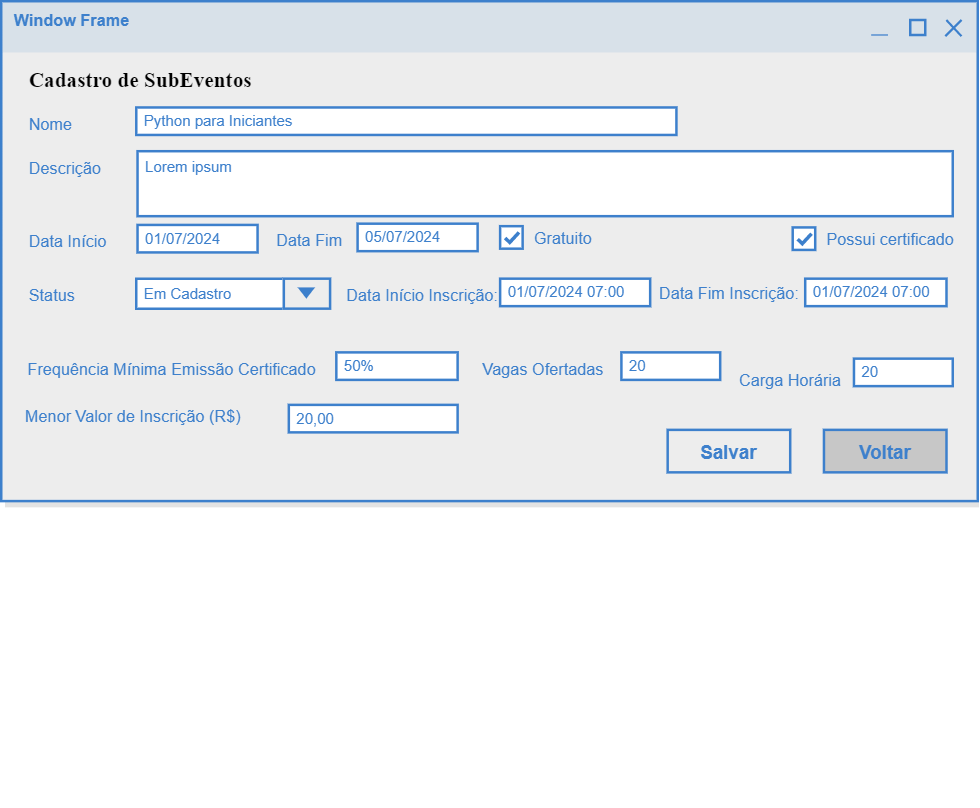 Window Frame
Cadastro de SubEventos
Nome Python para Iniciantes
Descrição Lorem ipsum
Data Início 01/07/2024 Data Fim 05/07/2024 Gratuito Possui certificado
Status Em Cadastro Data Início Inscrição: 01/07/2024 07:00 Data Fim Inscrição: 01/07/2024 07:00
Frequência Mínima Emissão Certificado 50% Vagas Ofertadas 20 Carga Horária 20
Menor Valor de Inscrição (R$) 20,00
Salvar Voltar